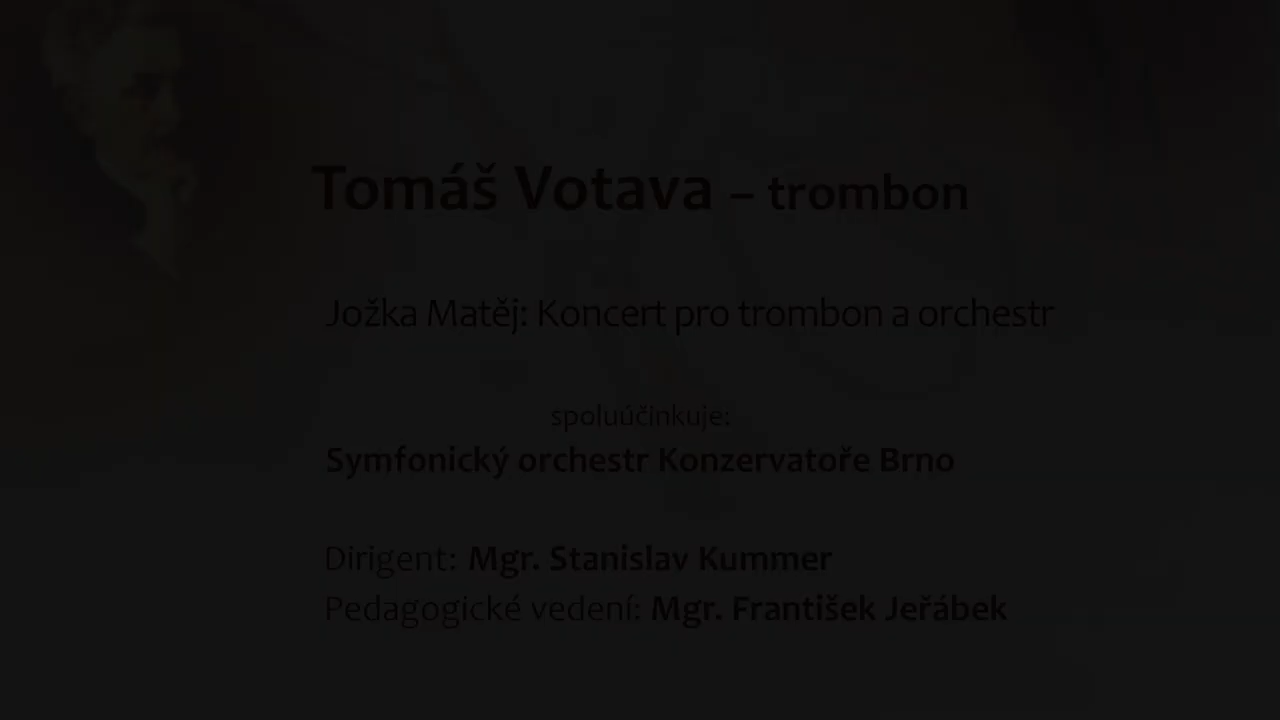 Tomáš Votava – trombon
Jožka Matěj: Koncert pro trombon a orchestr
spoluúčinkuje:
Symfonický orchestr Konzervatoře Brno
Dirigent: Mgr. Stanislav Kummer
Pedagogické vedení: Mgr. František Jeřábek